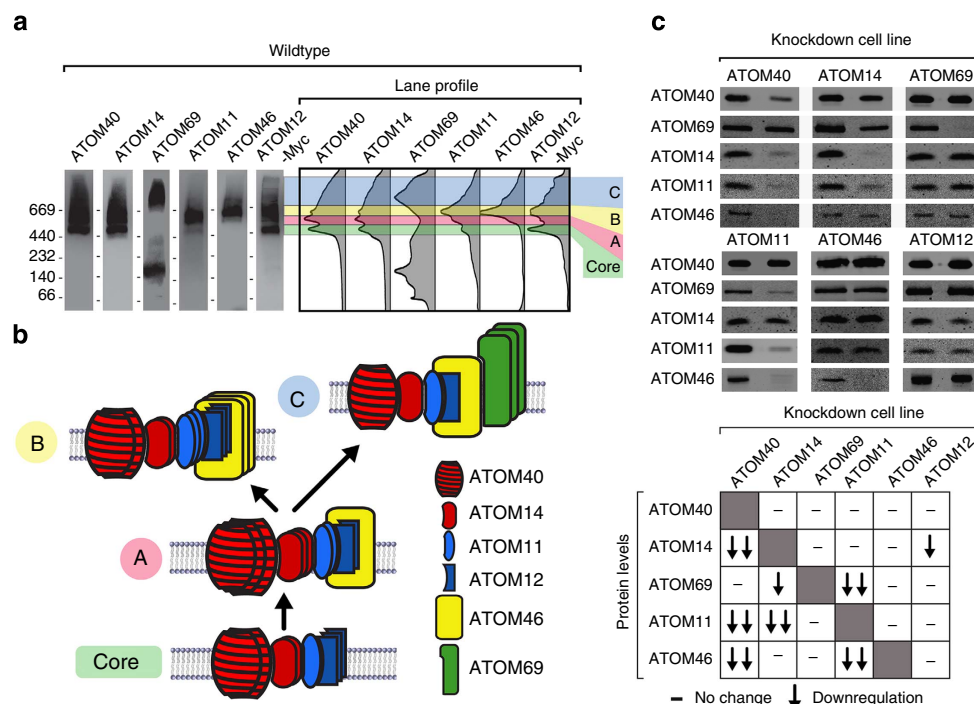 a
Wildtype
Lane profile
ATOM40
ATOM14
ATOM69
ATOM11
ATOM46
ATOM12
-Myc
ATOM40
ATOM14
ATOM69
ATOM11
ATOM46
ATOM12
-Myc
669
440
232
140
66
C
B
A
Core
b
B
C
A
Core
ATOM40
ATOM14
ATOM11
ATOM12
ATOM46
ATOM69
c
Knockdown cell line
ATOM40 ATOM14 ATOM69
ATOM40
ATOM69
ATOM14
ATOM11
ATOM46
ATOM11 ATOM46 ATOM12
ATOM40
ATOM69
ATOM14
ATOM11
ATOM46
Knockdown cell line
ATOM40
ATOM14
ATOM69
ATOM11
ATOM46
ATOM12
Protein levels
ATOM40 – – – – –
ATOM14 ↓↓ – – – ↓
ATOM69 – ↓ ↓↓ – –
ATOM11 ↓↓ ↓↓ – – –
ATOM46 ↓↓ – – ↓↓ –
– No change ↓ Downregulation